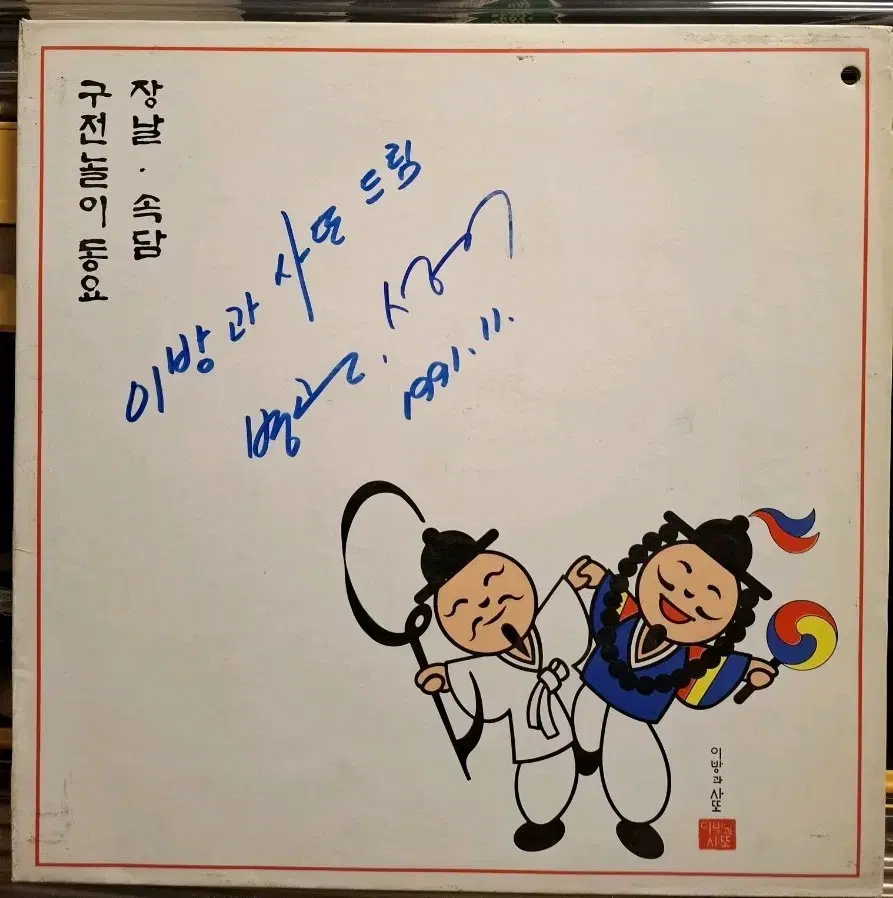 장날 · 속담
구전놀이 동요
이방과 사또 드림
1991. 11.
이방과 사또
이방과
사또